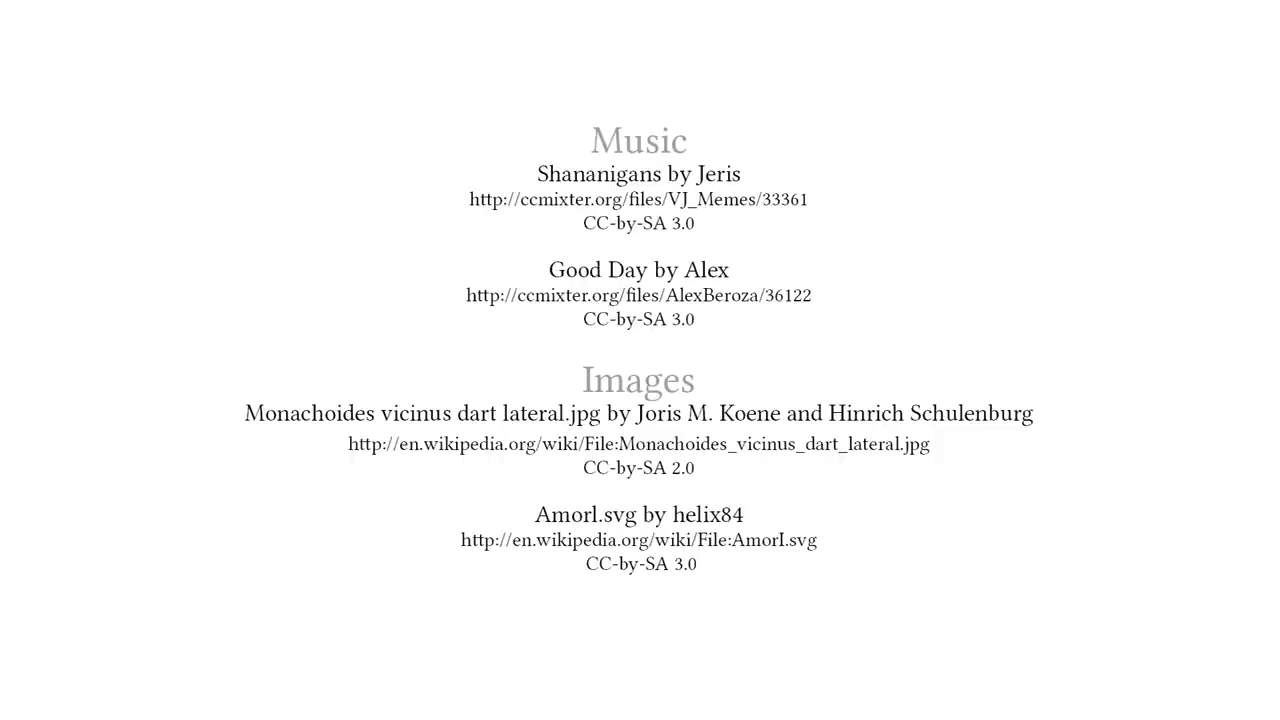 Music
Shananigans by Jeris
http://ccmixter.org/files/VJ_Memes/33361
CC-by-SA 3.0
Good Day by Alex
http://ccmixter.org/files/AlexBeroza/36122
CC-by-SA 3.0
Images
Monachoides vicinus dart lateral.jpg by Joris M. Koene and Hinrich Schulenburg
http://en.wikipedia.org/wiki/File:Monachoides_vicinus_dart_lateral.jpg
CC-by-SA 2.0
Amorl.svg by helix84
http://en.wikipedia.org/wiki/File:AmorI.svg
CC-by-SA 3.0